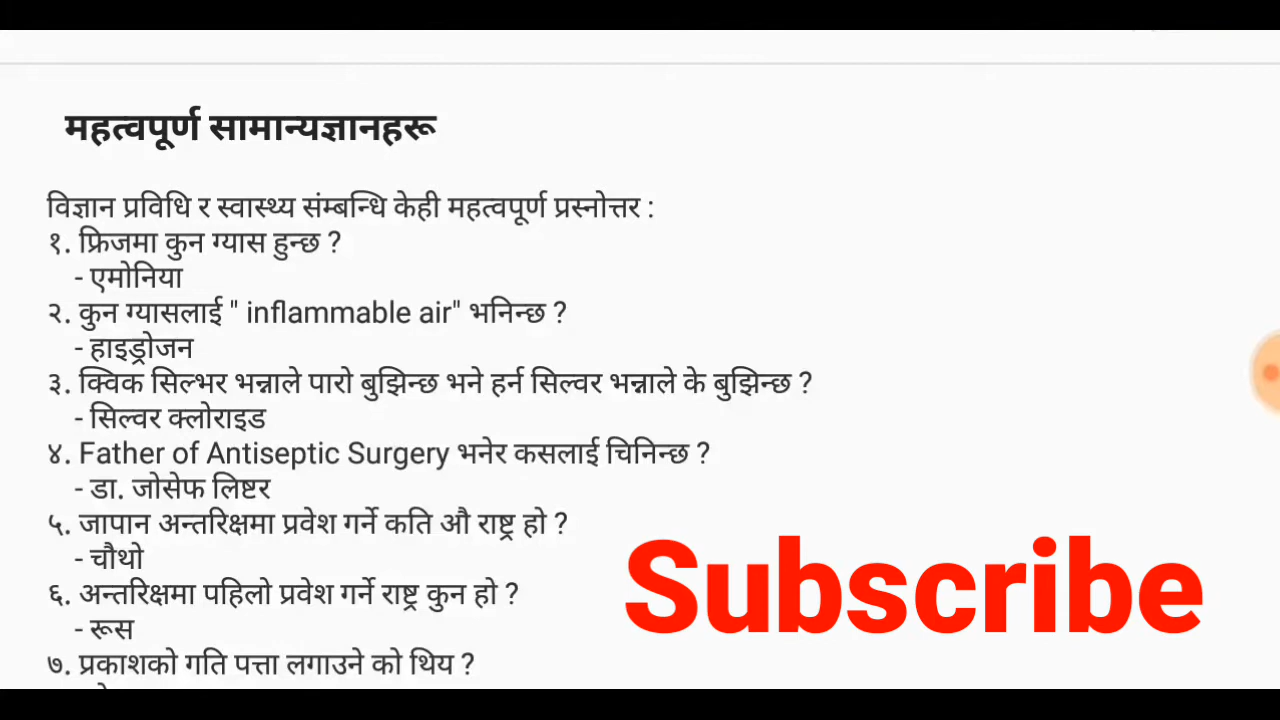 महत्वपूर्ण सामान्यज्ञानहरू
विज्ञान प्रविधि र स्वास्थ्य संम्बन्धि केही महत्वपूर्ण प्रस्नोत्तर :
१. फ्रिजमा कुन ग्यास हुन्छ ?
- एमोनिया
२. कुन ग्यासलाई " inflammable air" भनिन्छ ?
- हाइड्रोजन
३. क्विक सिल्भर भन्नाले पारो बुझिन्छ भने हर्न सिल्वर भन्नाले के बुझिन्छ ?
- सिल्वर क्लोराइड
४. Father of Antiseptic Surgery भनेर कसलाई चिनिन्छ ?
- डा. जोसेफ लिष्टर
५. जापान अन्तरिक्षमा प्रवेश गर्ने कति औ राष्ट्र हो ?
- चौथो
६. अन्तरिक्षमा पहिलो प्रवेश गर्ने राष्ट्र कुन हो ?
- रूस
Subscribe
७. प्रकाशको गति पत्ता लगाउने को थिय ?